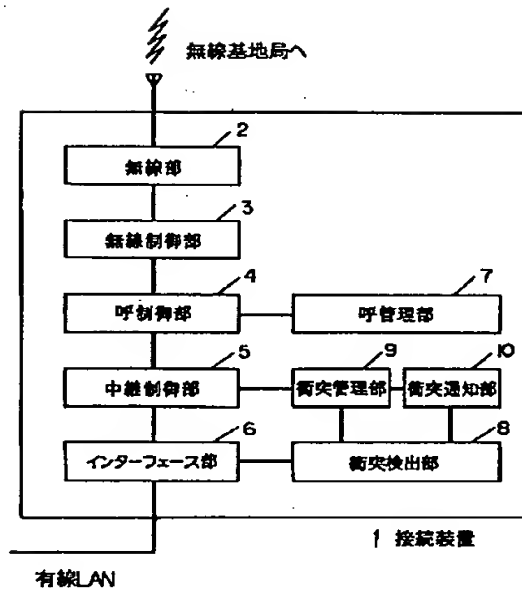 無線基地局へ
2
無線部
3
無線制御部
4
呼制御部
7
呼管理部
5
中継制御部
9
衝突管理部
10
衝突通知部
6
インターフェース部
8
衝突検出部
1 接続装置
有線LAN